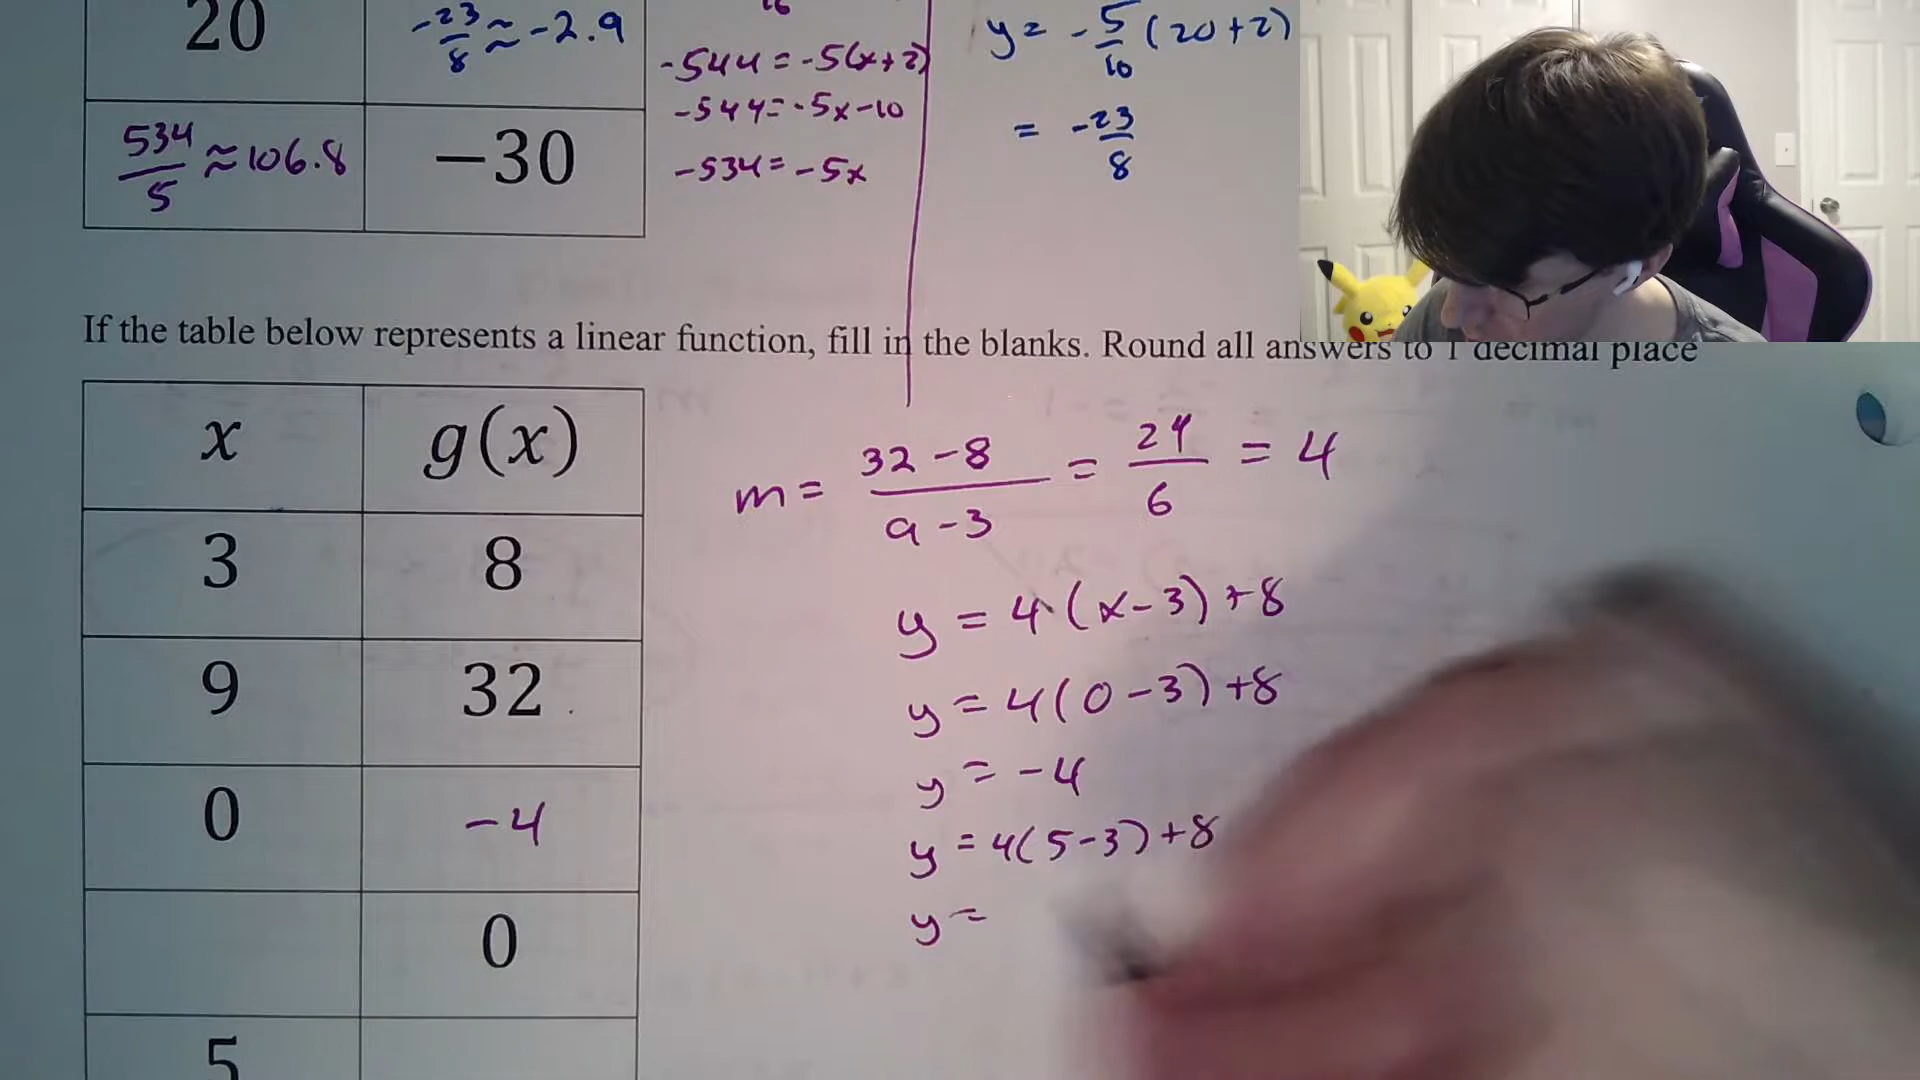 20
-23/8 ≈ -2.9
16
-544 = -5(x+2)
-544 = -5x-10
-534 = -5x
y = -5/16 (20+2)
= -23/8
534/5 ≈ 106.8
−30
If the table below represents a linear function, fill in the blanks. Round all answers to 1 decimal place
x g(x)
3 8
9 32
0 -4
0
5
m = 32-8/9-3 = 24/6 = 4
y = 4(x-3)+8
y = 4(0-3)+8
y = -4
y = 4(5-3)+8
y =